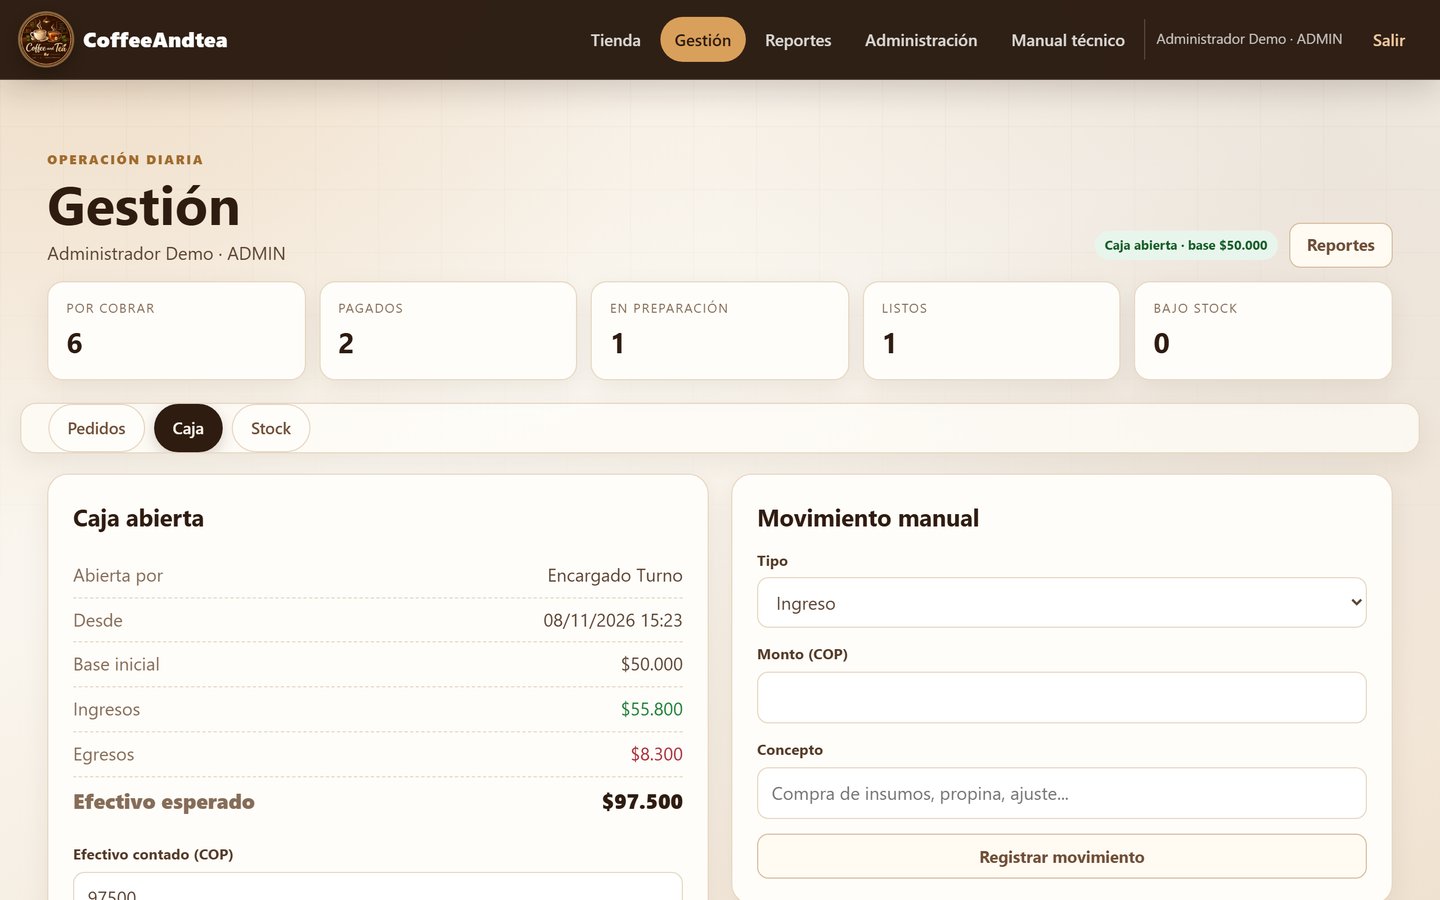 Coffee and Tea
CoffeeAndtea
Tienda
Gestión
Reportes
Administración
Manual técnico
Administrador Demo · ADMIN
Salir
OPERACIÓN DIARIA
Gestión
Administrador Demo · ADMIN
Caja abierta · base $50.000
Reportes
POR COBRAR
6
PAGADOS
2
EN PREPARACIÓN
1
LISTOS
1
BAJO STOCK
0
Pedidos
Caja
Stock
Caja abierta
Abierta por
Encargado Turno
Desde
08/11/2026 15:23
Base inicial
$50.000
Ingresos
$55.800
Egresos
$8.300
Efectivo esperado
$97.500
Efectivo contado (COP)
97500
Movimiento manual
Tipo
Ingreso
Monto (COP)
Concepto
Compra de insumos, propina, ajuste...
Registrar movimiento